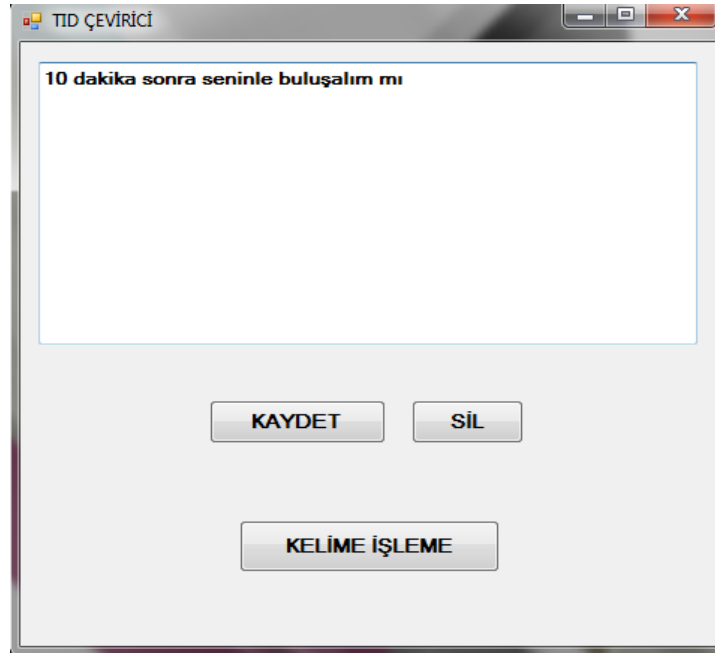 TID ÇEVİRİCİ
10 dakika sonra seninle buluşalım mı
KAYDET
SİL
KELİME İŞLEME